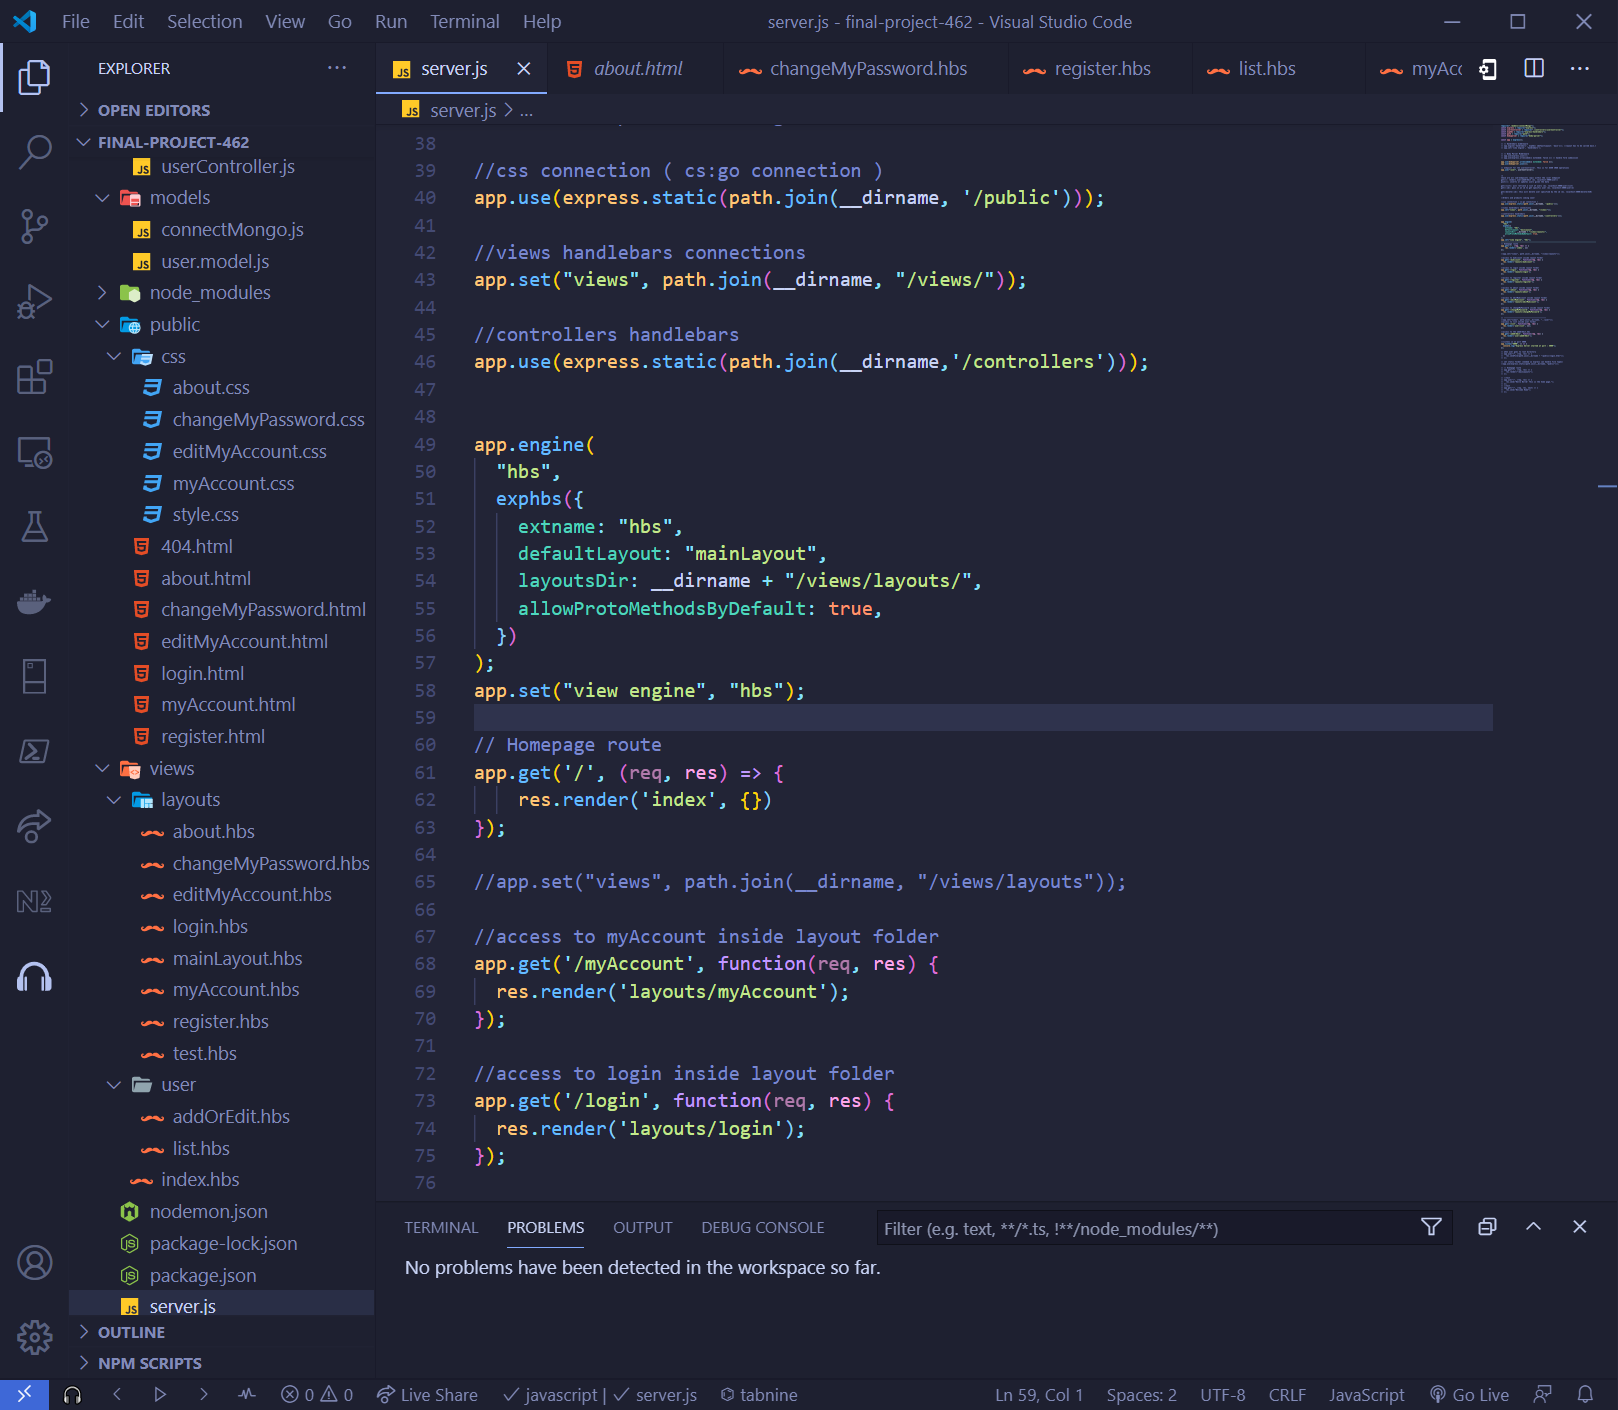 File Edit Selection View Go Run Terminal Help
server.js - final-project-462 - Visual Studio Code
EXPLORER
OPEN EDITORS
FINAL-PROJECT-462
userController.js
models
connectMongo.js
user.model.js
node_modules
public
css
about.css
changeMyPassword.css
editMyAccount.css
myAccount.css
style.css
404.html
about.html
changeMyPassword.html
editMyAccount.html
login.html
myAccount.html
register.html
views
layouts
about.hbs
changeMyPassword.hbs
editMyAccount.hbs
login.hbs
mainLayout.hbs
myAccount.hbs
register.hbs
test.hbs
user
addOrEdit.hbs
list.hbs
index.hbs
nodemon.json
package-lock.json
package.json
server.js
OUTLINE
NPM SCRIPTS
server.js about.html changeMyPassword.hbs register.hbs list.hbs myAcc
server.js > ...
38
39 //css connection ( cs:go connection )
40 app.use(express.static(path.join(__dirname, '/public')));
41
42 //views handlebars connections
43 app.set("views", path.join(__dirname, "/views/"));
44
45 //controllers handlebars
46 app.use(express.static(path.join(__dirname,'/controllers')));
47
48
49 app.engine(
50 "hbs",
51 exphbs({
52 extname: "hbs",
53 defaultLayout: "mainLayout",
54 layoutsDir: __dirname + "/views/layouts/",
55 allowProtoMethodsByDefault: true,
56 })
57 );
58 app.set("view engine", "hbs");
59
60 // Homepage route
61 app.get('/', (req, res) => {
62 res.render('index', {})
63 });
64
65 //app.set("views", path.join(__dirname, "/views/layouts"));
66
67 //access to myAccount inside layout folder
68 app.get('/myAccount', function(req, res) {
69 res.render('layouts/myAccount');
70 });
71
72 //access to login inside layout folder
73 app.get('/login', function(req, res) {
74 res.render('layouts/login');
75 });
76
TERMINAL PROBLEMS OUTPUT DEBUG CONSOLE
Filter (e.g. text, **/*.ts, !**/node_modules/**)
No problems have been detected in the workspace so far.
0 0 Live Share javascript | server.js tabnine
Ln 59, Col 1 Spaces: 2 UTF-8 CRLF JavaScript Go Live